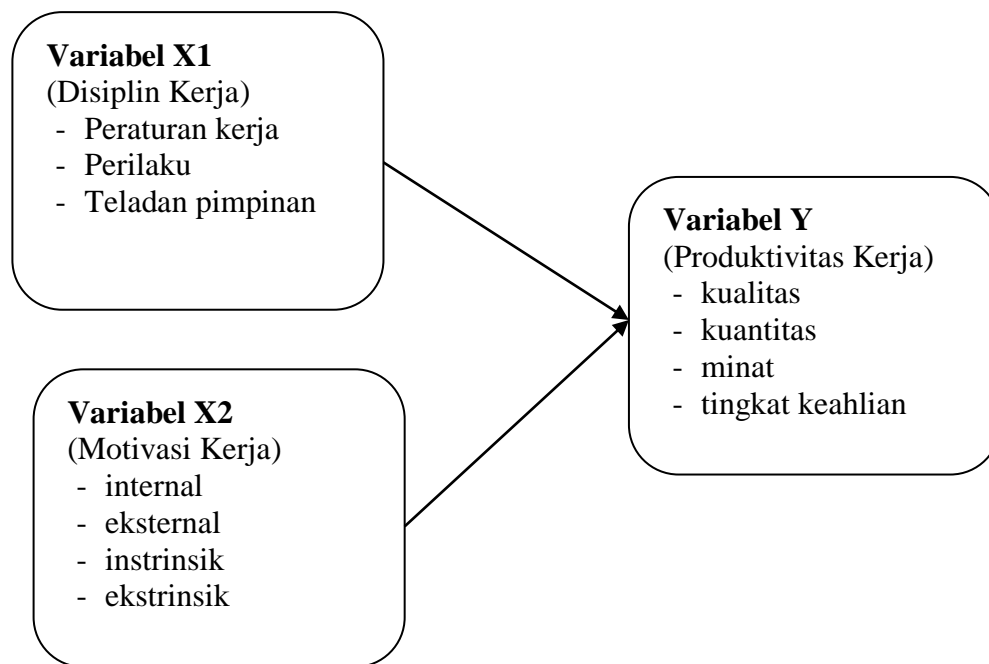 Variabel X1
(Disiplin Kerja)
- Peraturan kerja
- Perilaku
- Teladan pimpinan
Variabel Y
(Produktivitas Kerja)
- kualitas
- kuantitas
- minat
- tingkat keahlian
Variabel X2
(Motivasi Kerja)
- internal
- eksternal
- instrinsik
- ekstrinsik